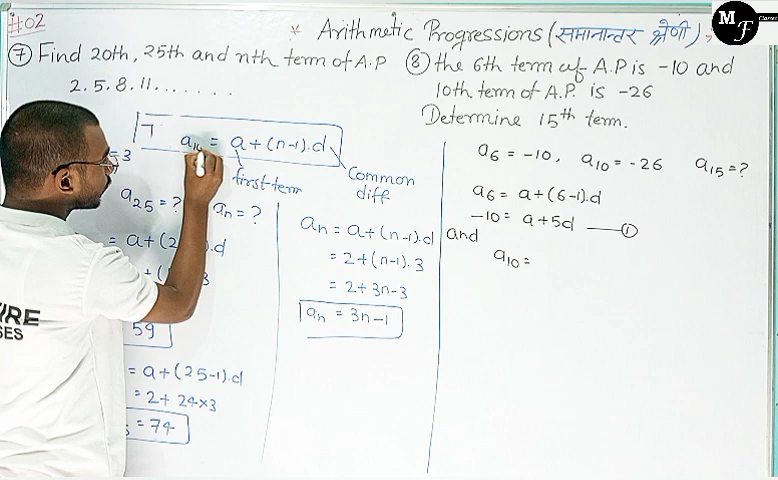 #02
* Arithmetic Progressions (समानान्तर श्रेणी)
M F Classes
⑦ Find 20th, 25th and nth term of A.P
2. 5. 8. 11. . . . . . .
= a + (n-1).d
first term
Common diff
= 3
a25 = ? an = ?
= a + (2 ).d
+ ( 3
59
= a + (25-1).d
= 2 + 24×3
= 74
an = a + (n-1).d
= 2 + (n-1).3
= 2 + 3n - 3
an = 3n - 1
⑧ the 6th term of A.P is -10 and
10th term of A.P. is -26
Determine 15th term.
a6 = -10, a10 = -26 a15 = ?
a6 = a + (6-1).d
-10 = a + 5d —— ①
and
a10 =
IRE
SES